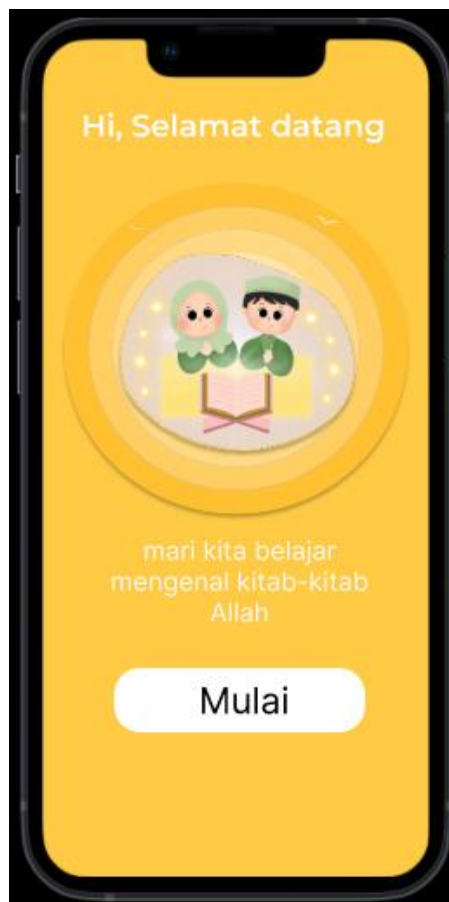 Hi, Selamat datang
mari kita belajar
mengenal kitab-kitab
Allah
Mulai